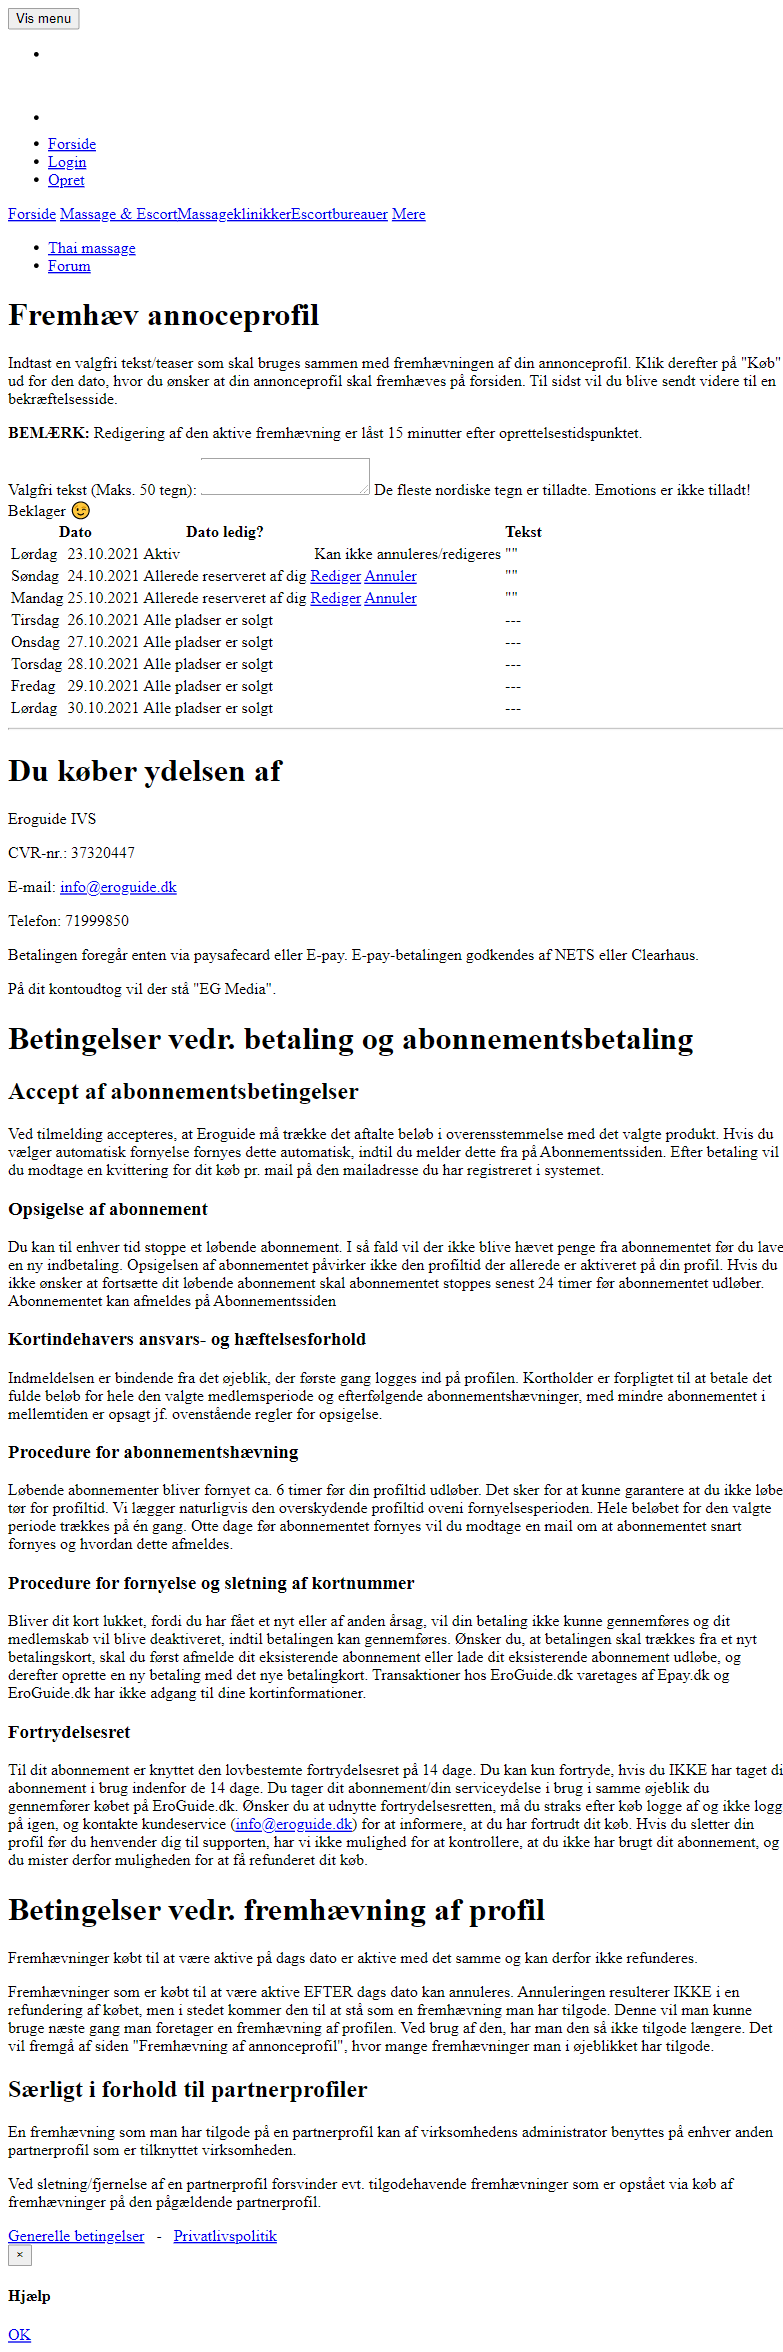 Vis menu
Forside
Login
Opret
Forside Massage & EscortMassageklinikkerEscortbureauer Mere
Thai massage
Forum
Fremhæv annoceprofil
Indtast en valgfri tekst/teaser som skal bruges sammen med fremhævningen af din annonceprofil. Klik derefter på "Køb"
ud for den dato, hvor du ønsker at din annonceprofil skal fremhæves på forsiden. Til sidst vil du blive sendt videre til en
bekræftelsesside.
BEMÆRK: Redigering af den aktive fremhævning er låst 15 minutter efter oprettelsestidspunktet.
Valgfri tekst (Maks. 50 tegn): De fleste nordiske tegn er tilladte. Emotions er ikke tilladt!
Beklager 😉
Dato Dato ledig? Tekst
Lørdag 23.10.2021 Aktiv Kan ikke annuleres/redigeres ""
Søndag 24.10.2021 Allerede reserveret af dig Rediger Annuler ""
Mandag 25.10.2021 Allerede reserveret af dig Rediger Annuler ""
Tirsdag 26.10.2021 Alle pladser er solgt ---
Onsdag 27.10.2021 Alle pladser er solgt ---
Torsdag 28.10.2021 Alle pladser er solgt ---
Fredag 29.10.2021 Alle pladser er solgt ---
Lørdag 30.10.2021 Alle pladser er solgt ---
Du køber ydelsen af
Eroguide IVS
CVR-nr.: 37320447
E-mail: info@eroguide.dk
Telefon: 71999850
Betalingen foregår enten via paysafecard eller E-pay. E-pay-betalingen godkendes af NETS eller Clearhaus.
På dit kontoudtog vil der stå "EG Media".
Betingelser vedr. betaling og abonnementsbetaling
Accept af abonnementsbetingelser
Ved tilmelding accepteres, at Eroguide må trække det aftalte beløb i overensstemmelse med det valgte produkt. Hvis du
vælger automatisk fornyelse fornyes dette automatisk, indtil du melder dette fra på Abonnementssiden. Efter betaling vil
du modtage en kvittering for dit køb pr. mail på den mailadresse du har registreret i systemet.
Opsigelse af abonnement
Du kan til enhver tid stoppe et løbende abonnement. I så fald vil der ikke blive hævet penge fra abonnementet før du lave
en ny indbetaling. Opsigelsen af abonnementet påvirker ikke den profiltid der allerede er aktiveret på din profil. Hvis du
ikke ønsker at fortsætte dit løbende abonnement skal abonnementet stoppes senest 24 timer før abonnementet udløber.
Abonnementet kan afmeldes på Abonnementssiden
Kortindehavers ansvars- og hæftelsesforhold
Indmeldelsen er bindende fra det øjeblik, der første gang logges ind på profilen. Kortholder er forpligtet til at betale det
fulde beløb for hele den valgte medlemsperiode og efterfølgende abonnementshævninger, med mindre abonnementet i
mellemtiden er opsagt jf. ovenstående regler for opsigelse.
Procedure for abonnementshævning
Løbende abonnementer bliver fornyet ca. 6 timer før din profiltid udløber. Det sker for at kunne garantere at du ikke løbe
tør for profiltid. Vi lægger naturligvis den overskydende profiltid oveni fornyelsesperioden. Hele beløbet for den valgte
periode trækkes på én gang. Otte dage før abonnementet fornyes vil du modtage en mail om at abonnementet snart
fornyes og hvordan dette afmeldes.
Procedure for fornyelse og sletning af kortnummer
Bliver dit kort lukket, fordi du har fået et nyt eller af anden årsag, vil din betaling ikke kunne gennemføres og dit
medlemskab vil blive deaktiveret, indtil betalingen kan gennemføres. Ønsker du, at betalingen skal trækkes fra et nyt
betalingskort, skal du først afmelde dit eksisterende abonnement eller lade dit eksisterende abonnement udløbe, og
derefter oprette en ny betaling med det nye betalingkort. Transaktioner hos EroGuide.dk varetages af Epay.dk og
EroGuide.dk har ikke adgang til dine kortinformationer.
Fortrydelsesret
Til dit abonnement er knyttet den lovbestemte fortrydelsesret på 14 dage. Du kan kun fortryde, hvis du IKKE har taget di
abonnement i brug indenfor de 14 dage. Du tager dit abonnement/din serviceydelse i brug i samme øjeblik du
gennemfører købet på EroGuide.dk. Ønsker du at udnytte fortrydelsesretten, må du straks efter køb logge af og ikke logg
på igen, og kontakte kundeservice (info@eroguide.dk) for at informere, at du har fortrudt dit køb. Hvis du sletter din
profil før du henvender dig til supporten, har vi ikke mulighed for at kontrollere, at du ikke har brugt dit abonnement, og
du mister derfor muligheden for at få refunderet dit køb.
Betingelser vedr. fremhævning af profil
Fremhævninger købt til at være aktive på dags dato er aktive med det samme og kan derfor ikke refunderes.
Fremhævninger som er købt til at være aktive EFTER dags dato kan annuleres. Annuleringen resulterer IKKE i en
refundering af købet, men i stedet kommer den til at stå som en fremhævning man har tilgode. Denne vil man kunne
bruge næste gang man foretager en fremhævning af profilen. Ved brug af den, har man den så ikke tilgode længere. Det
vil fremgå af siden "Fremhævning af annonceprofil", hvor mange fremhævninger man i øjeblikket har tilgode.
Særligt i forhold til partnerprofiler
En fremhævning som man har tilgode på en partnerprofil kan af virksomhedens administrator benyttes på enhver anden
partnerprofil som er tilknyttet virksomheden.
Ved sletning/fjernelse af en partnerprofil forsvinder evt. tilgodehavende fremhævninger som er opstået via køb af
fremhævninger på den pågældende partnerprofil.
Generelle betingelser - Privatlivspolitik
×
Hjælp
OK